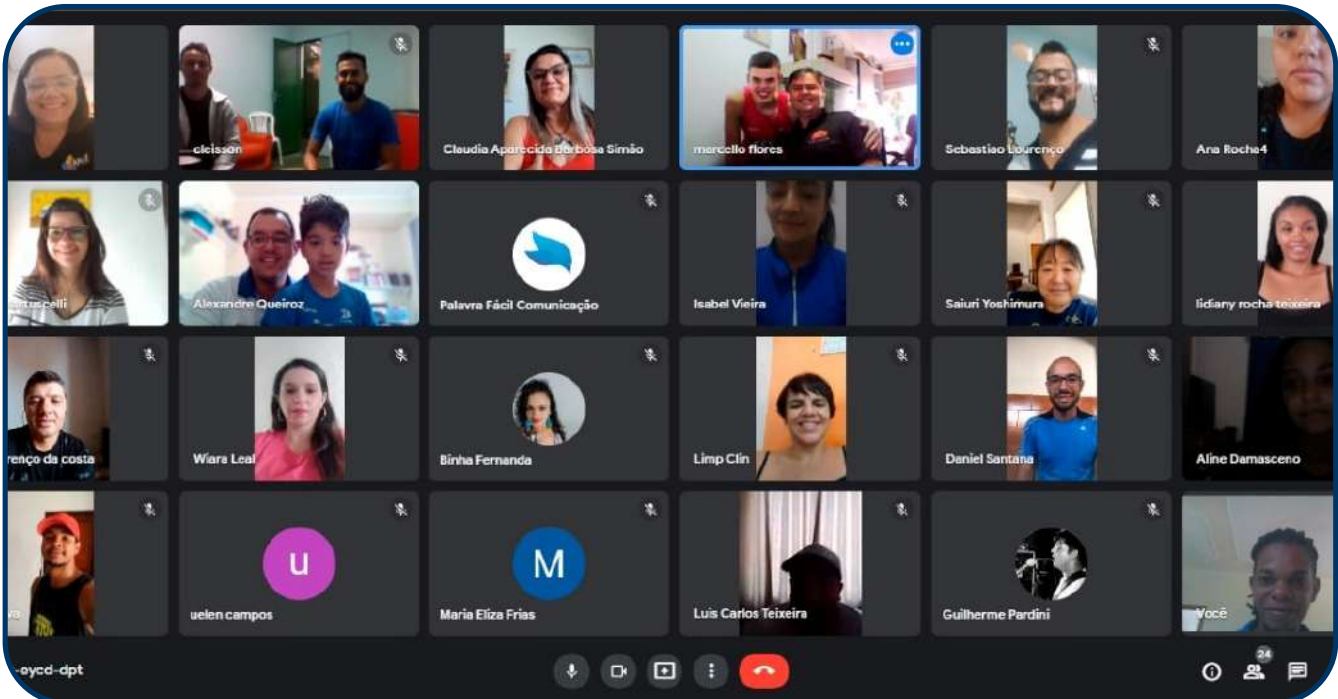 cleisson
Claudia Aparecida Barbosa Simão
marcello flores
Sebastiao Lourenço
Ana Rocha4
Alexandre Queiroz
Palavra Fácil Comunicação
Isabel Vieira
Saiuri Yoshimura
lidiany rocha teixeira
renço da costa
Wiara Leal
Binha Fernanda
Limp Clin
Daniel Santana
Aline Damasceno
u
uelen campos
M
Maria Eliza Frias
Luis Carlos Teixeira
Guilherme Pardini
Você
-oycd-dpt
24